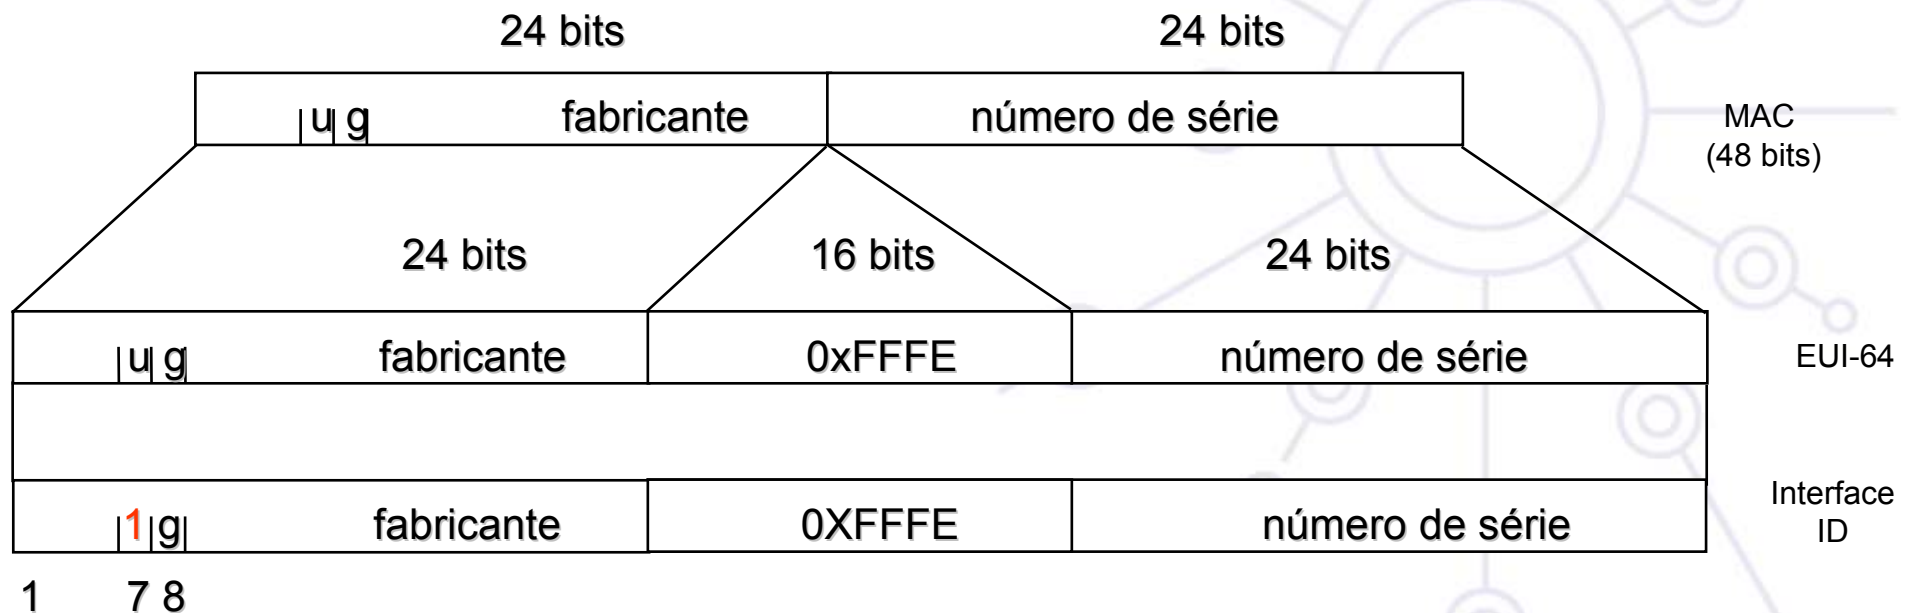 24 bits 24 bits
u g fabricante número de série MAC
(48 bits)
24 bits 16 bits 24 bits
u g fabricante 0xFFFE número de série EUI-64
Interface
ID
1 g fabricante 0XFFFE número de série
1 7 8